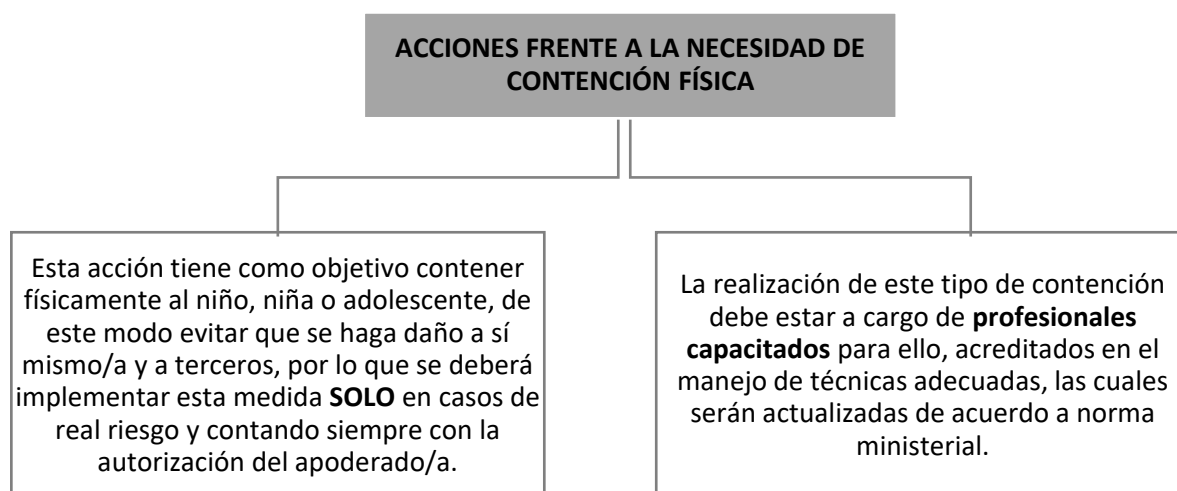 ACCIONES FRENTE A LA NECESIDAD DE
CONTENCIÓN FÍSICA
Esta acción tiene como objetivo contener
físicamente al niño, niña o adolescente, de
este modo evitar que se haga daño a sí
mismo/a y a terceros, por lo que se deberá
implementar esta medida SOLO en casos de
real riesgo y contando siempre con la
autorización del apoderado/a.
La realización de este tipo de contención
debe estar a cargo de profesionales
capacitados para ello, acreditados en el
manejo de técnicas adecuadas, las cuales
serán actualizadas de acuerdo a norma
ministerial.